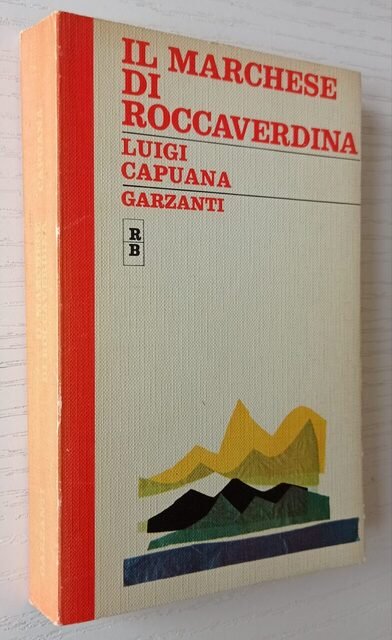 IL MARCHESE
DI
ROCCAVERDINA
LUIGI
CAPUANA
GARZANTI
R
B